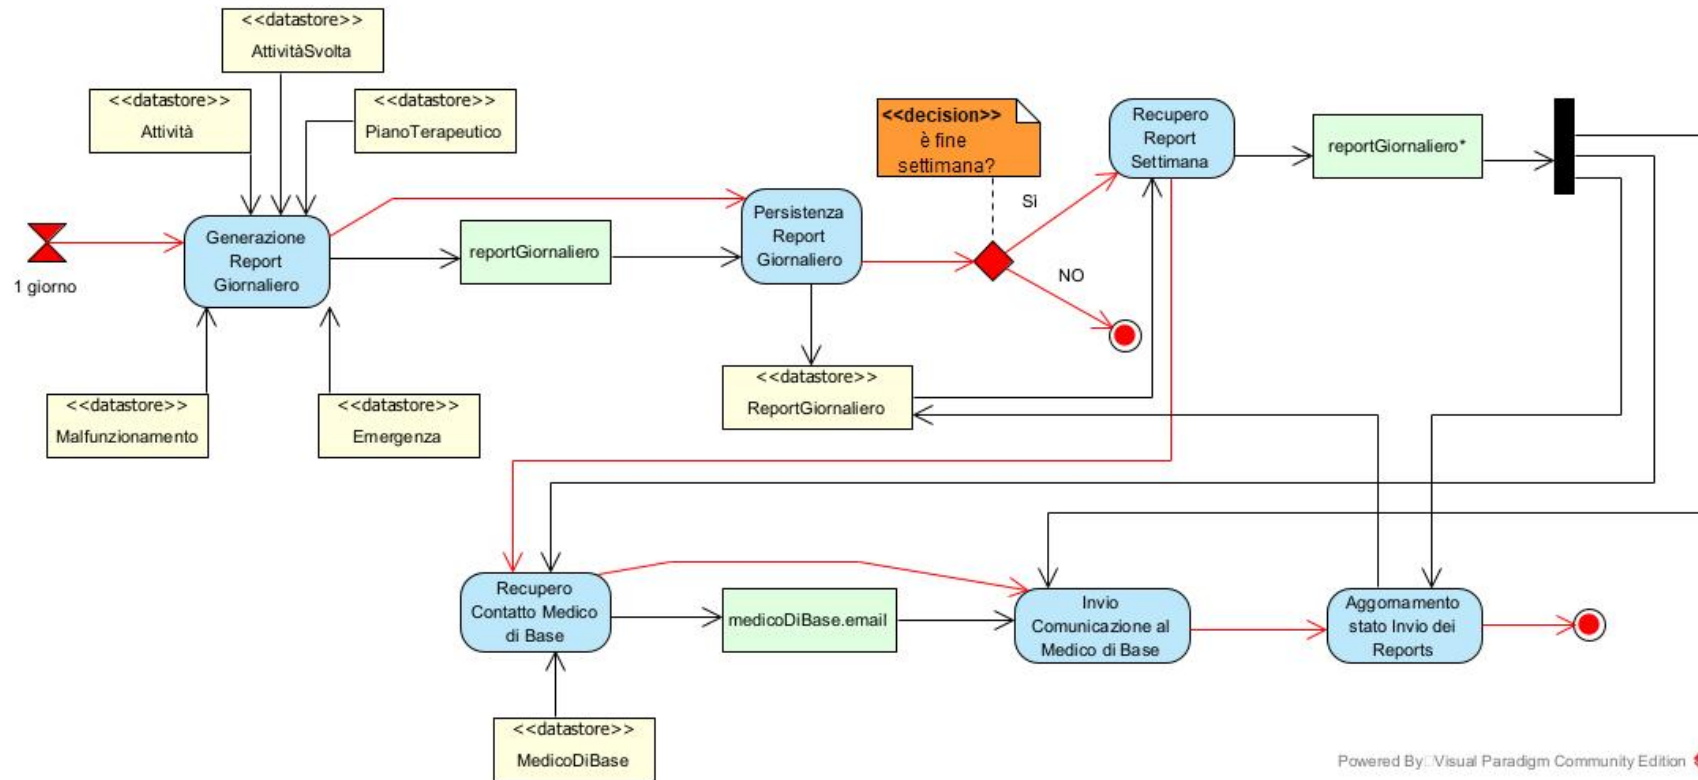 <<datastore>>
AttivitàSvolta
<<datastore>>
Attività
<<datastore>>
PianoTerapeutico
<<decision>>
è fine
settimana?
Recupero
Report
Settimana
reportGiornaliero*
Sì
1 giorno
Generazione
Report
Giornaliero
reportGiornaliero
Persistenza
Report
Giornaliero
NO
<<datastore>>
Malfunzionamento
<<datastore>>
Emergenza
<<datastore>>
ReportGiornaliero
Recupero
Contatto Medico
di Base
medicoDiBase.email
Invio
Comunicazione al
Medico di Base
Aggornamento
stato Invio dei
Reports
<<datastore>>
MedicoDiBase
Powered By Visual Paradigm Community Edition